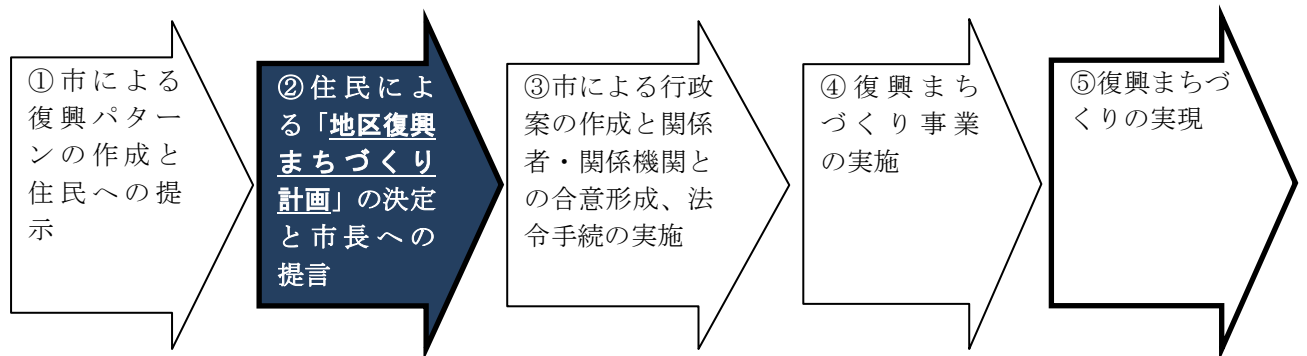 ①市による
復興パター
ンの作成と
住民への提
示
②住民によ
る「地区復興
まちづくり
計画」の決定
と市長への
提言
③市による行政
案の作成と関係
者・関係機関と
の合意形成、法
令手続の実施
④復興まち
づくり事業
の実施
⑤復興まちづ
くりの実現